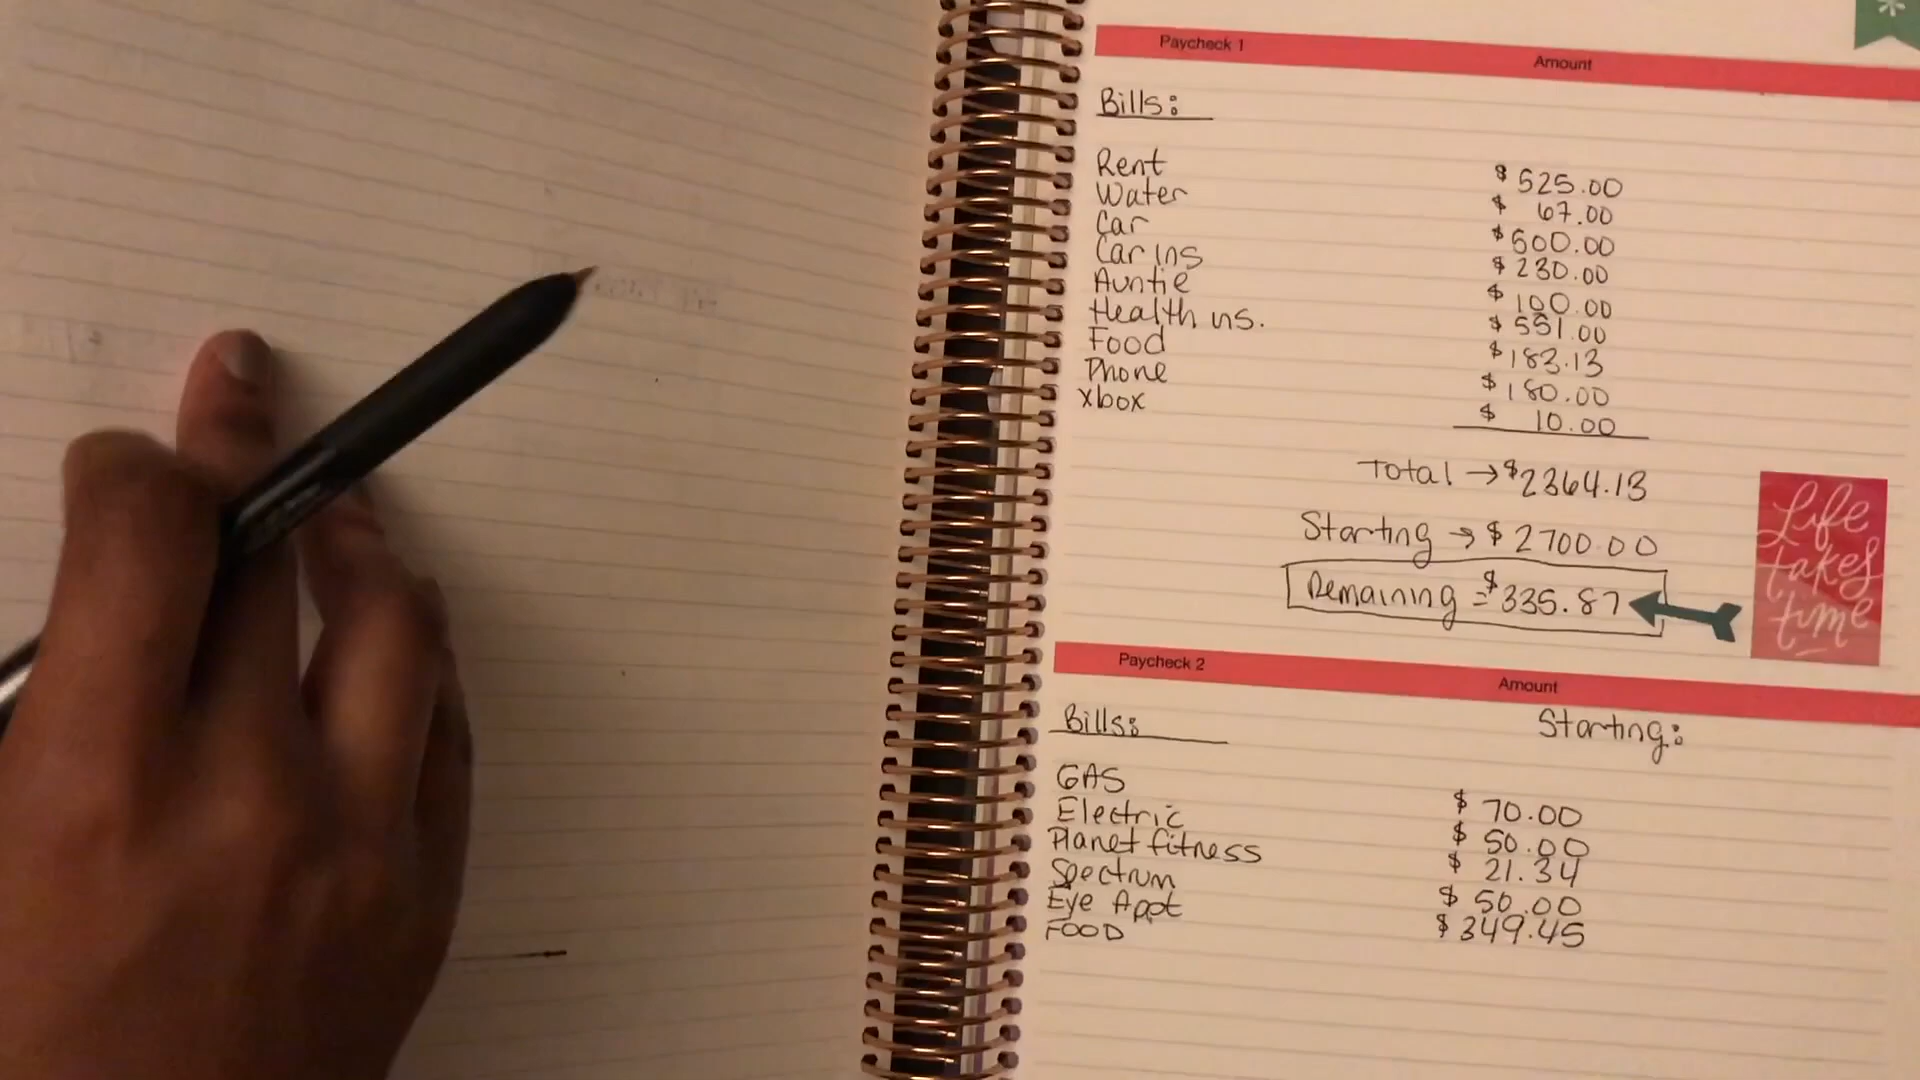 Paycheck 1 Amount
Bills:
Rent $ 525.00
Water $ 67.00
Car $ 500.00
Car Ins $ 230.00
Auntie $ 100.00
Health ins. $ 551.00
Food $ 183.13
Phone $ 180.00
Xbox $ 10.00
Total → $2364.13
Starting → $ 2700.00
Remaining = $335.87
Life
takes
time
Paycheck 2 Amount
Bills: Starting:
GAS $ 70.00
Electric $ 50.00
Planet fitness $ 21.34
Spectrum $ 50.00
Eye Appt $ 349.45
FOOD